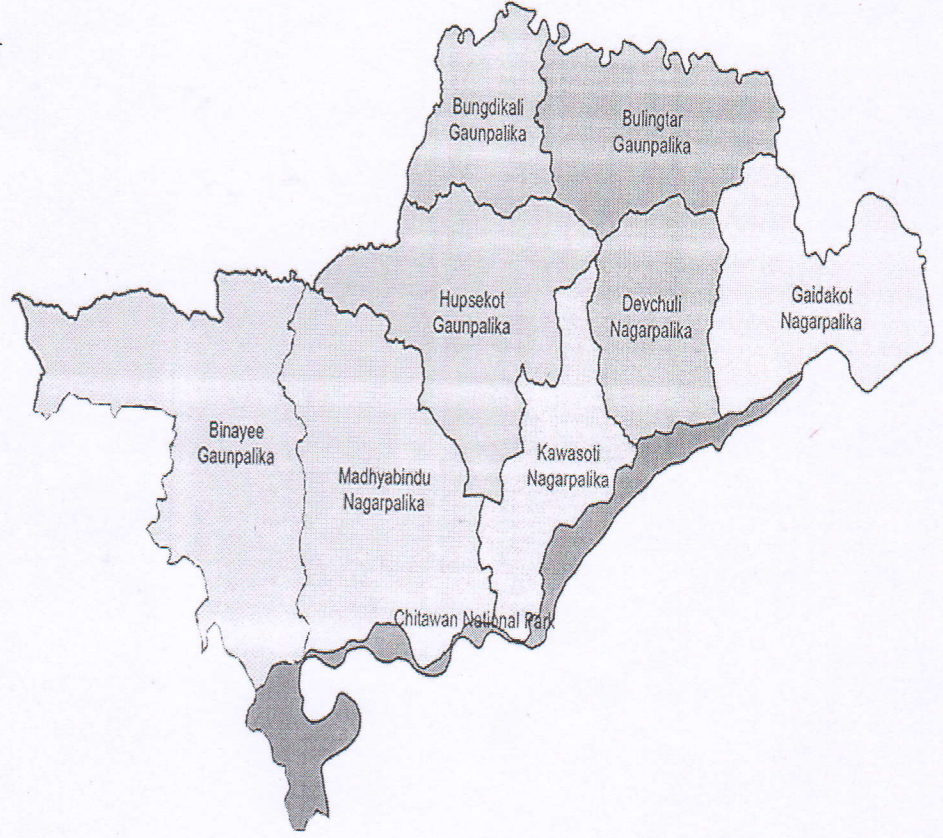 Bungdikali
Gaunpalika
Bulingtar
Gaunpalika
Hupsekot
Gaunpalika
Devchuli
Nagarpalika
Gaidakot
Nagarpalika
Binayee
Gaunpalika
Madhyabindu
Nagarpalika
Kawasoti
Nagarpalika
Chitawan National Park